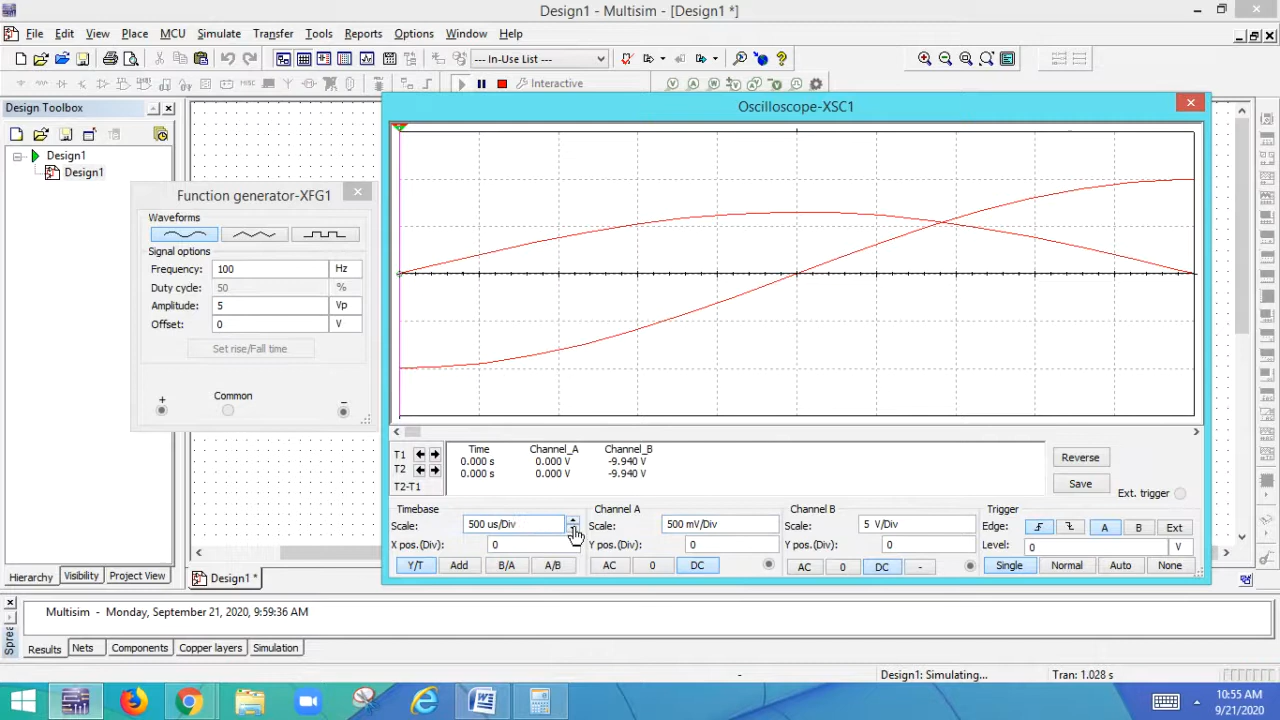 Design1 - Multisim - [Design1 *]
File Edit View Place MCU Simulate Transfer Tools Reports Options Window Help
--- In-Use List ---
Interactive
Design Toolbox
Design1
Design1
Function generator-XFG1
Waveforms
Signal options
Frequency: 100 Hz
Duty cycle: 50 %
Amplitude: 5 Vp
Offset: 0 V
Set rise/Fall time
Common
+ −
Oscilloscope-XSC1
Time Channel_A Channel_B
T1 0.000 s 0.000 V -9.940 V
T2 0.000 s 0.000 V -9.940 V
T2-T1
Reverse
Save
Ext. trigger
Timebase
Scale: 500 us/Div
X pos.(Div): 0
Y/T Add B/A A/B
Channel A
Scale: 500 mV/Div
Y pos.(Div): 0
AC 0 DC
Channel B
Scale: 5 V/Div
Y pos.(Div): 0
AC 0 DC -
Trigger
Edge: A B Ext
Level: 0 V
Single Normal Auto None
Hierarchy Visibility Project View
Design1 *
Multisim - Monday, September 21, 2020, 9:59:36 AM
Sprea
Results Nets Components Copper layers Simulation
- Design1: Simulating... Tran: 1.028 s
10:55 AM
9/21/2020